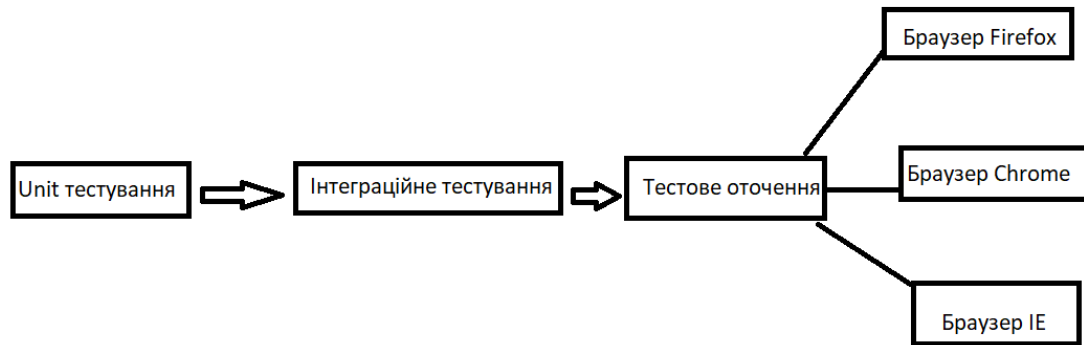 Браузер Firefox
Unit тестування
Інтеграційне тестування
Тестове оточення
Браузер Chrome
Браузер IE